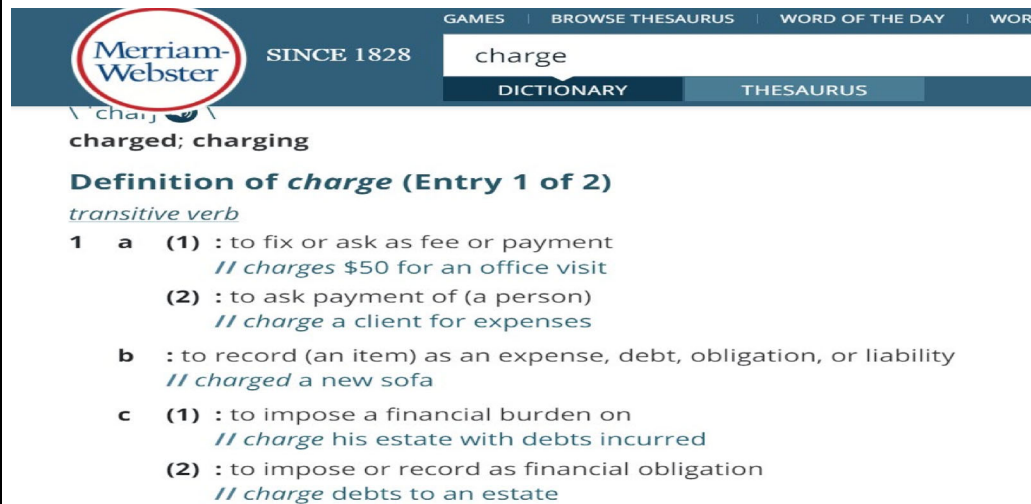 GAMES | BROWSE THESAURUS | WORD OF THE DAY |
Merriam-
Webster
SINCE 1828
charge
DICTIONARY THESAURUS
charged; charging
Definition of charge (Entry 1 of 2)
transitive verb
1 a (1) : to fix or ask as fee or payment
// charges $50 for an office visit
(2) : to ask payment of (a person)
// charge a client for expenses
b : to record (an item) as an expense, debt, obligation, or liability
// charged a new sofa
c (1) : to impose a financial burden on
// charge his estate with debts incurred
(2) : to impose or record as financial obligation
// charge debts to an estate